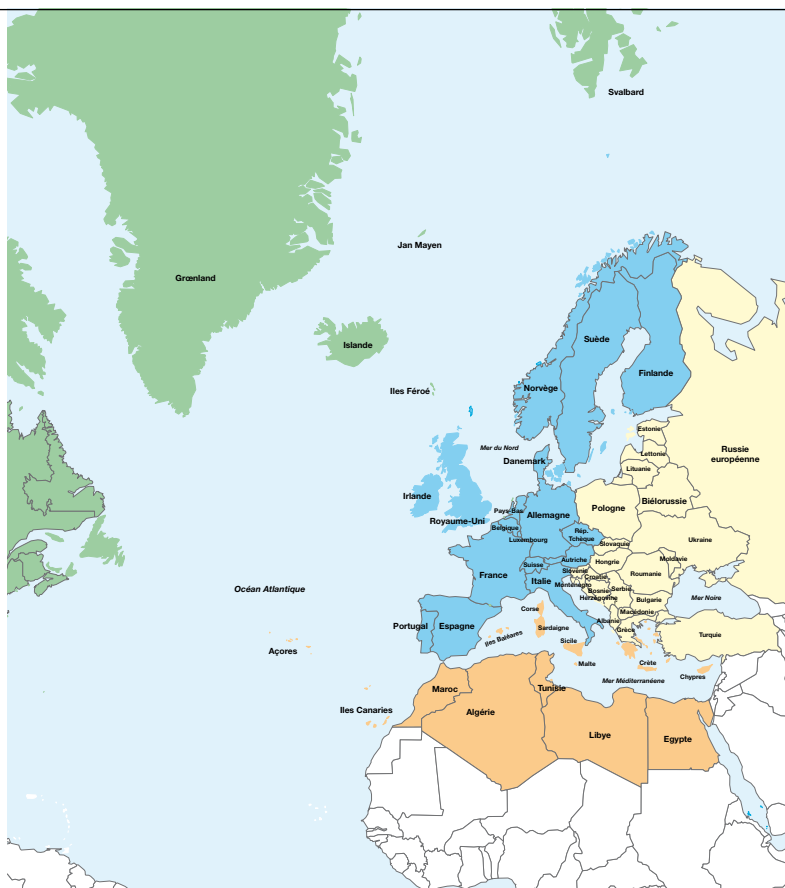 Svalbard
Jan Mayen
Grœnland
Islande
Suède
Finlande
Iles Féroé
Norvège
Estonie
Mer du Nord
Lettonie
Russie
européenne
Danemark
Lituanie
Irlande
Pologne
Biélorussie
Pays-Bas
Allemagne
Royaume-Uni
Belgique
Rép.
Tchèque
Luxembourg
Slovaquie
Ukraine
Autriche
Hongrie
Moldavie
Suisse
Slovénie
France
Italie
Croatie
Roumanie
Monténégro
Océan Atlantique
Bosnie
Serbie
Herzégovine
Bulgarie
Mer Noire
Corse
Macédonie
Portugal
Espagne
Albanie
Sardaigne
Grèce
Iles Baléares
Sicile
Turquie
Açores
Malte
Crète
Chypres
Mer Méditerranéene
Maroc
Tunisie
Iles Canaries
Algérie
Libye
Egypte